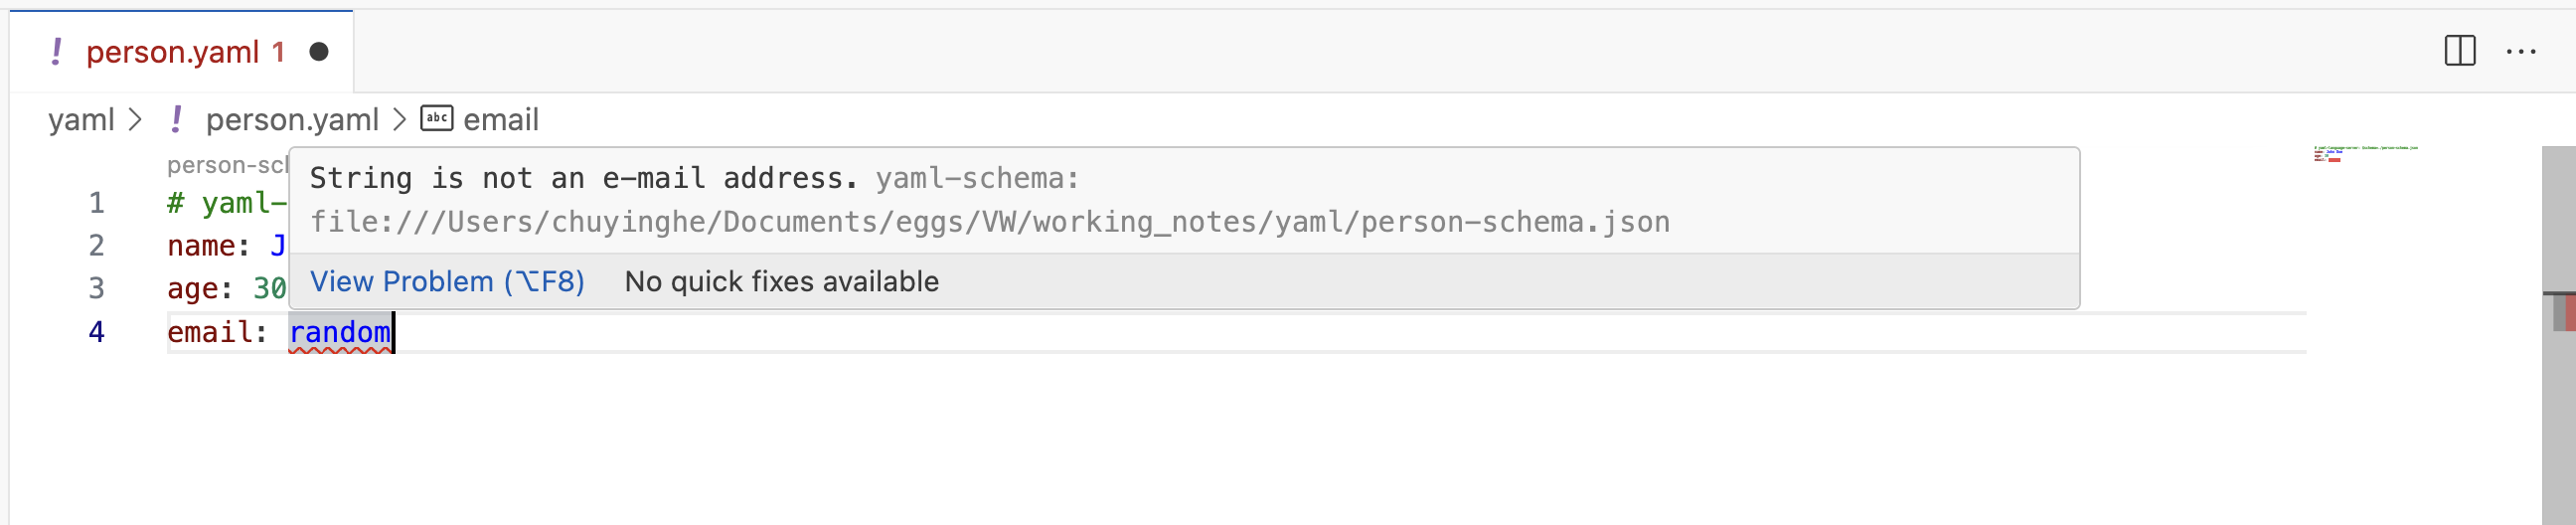 ! person.yaml 1
yaml > ! person.yaml > abc email
person-sc
String is not an e-mail address. yaml-schema:
file:///Users/chuyinghe/Documents/eggs/VW/working_notes/yaml/person-schema.json
View Problem (⌥F8) No quick fixes available
1 # yaml-
2 name: J
3 age: 30
4 email: random